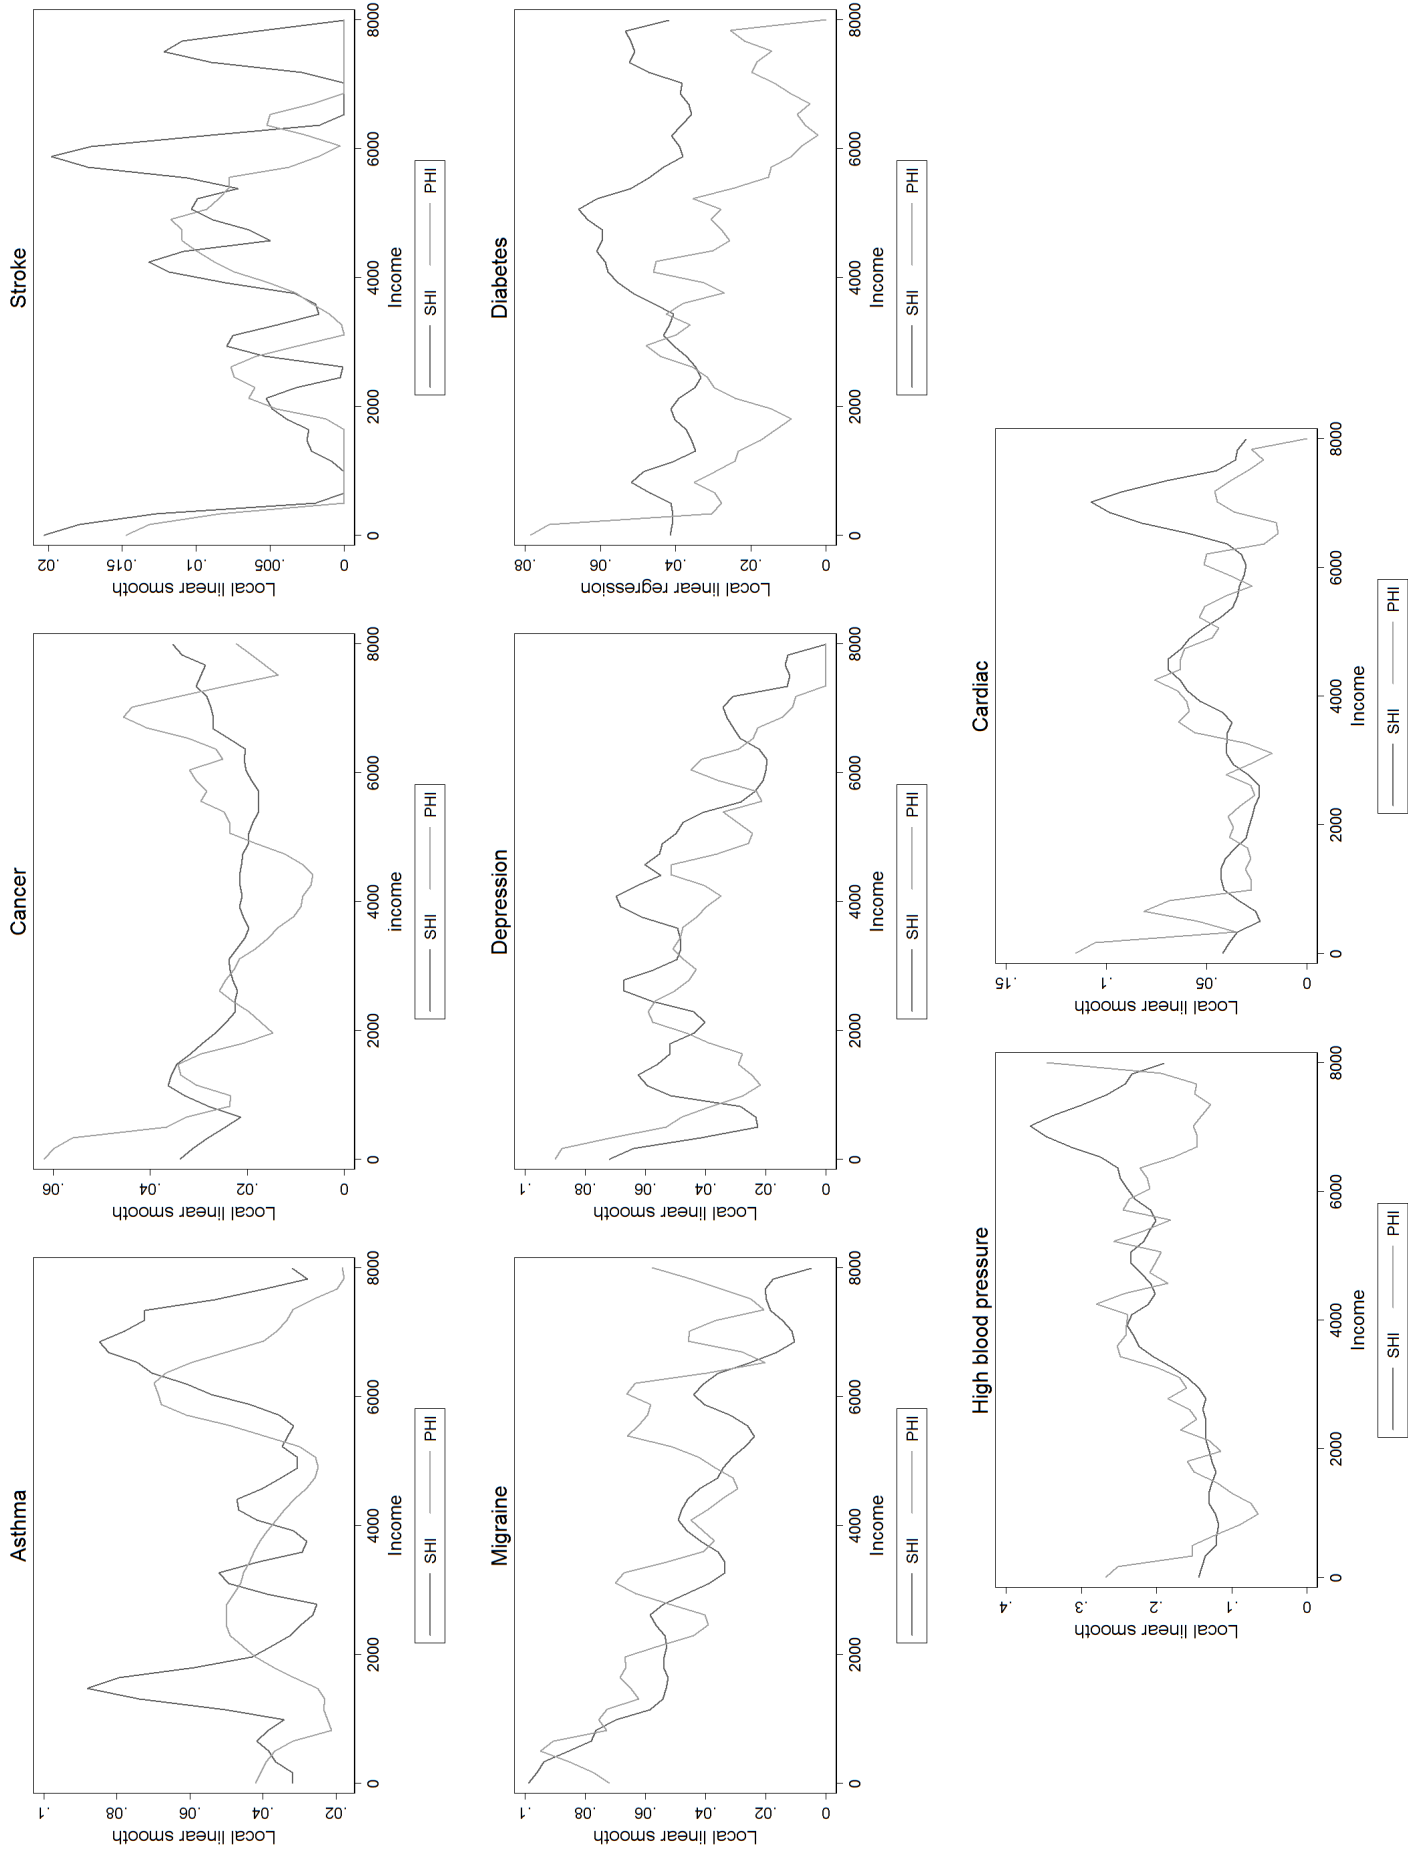 Asthma
Local linear smooth
.1
.08
.06
.04
.02
0 2000 4000 6000 8000
Income
SHI PHI
Cancer
Local linear smooth
.06
.04
.02
0
0 2000 4000 6000 8000
income
SHI PHI
Stroke
Local linear smooth
.02
.015
.01
.005
0
0 2000 4000 6000 8000
Income
SHI PHI
Migraine
Local linear smooth
.1
.08
.06
.04
.02
0
0 2000 4000 6000 8000
Income
SHI PHI
Depression
Local linear smooth
.1
.08
.06
.04
.02
0
0 2000 4000 6000 8000
Income
SHI PHI
Diabetes
Local linear regression
.08
.06
.04
.02
0
0 2000 4000 6000 8000
Income
SHI PHI
High blood pressure
Local linear smooth
.4
.3
.2
.1
0
0 2000 4000 6000 8000
Income
SHI PHI
Cardiac
Local linear smooth
.15
.1
.05
0
0 2000 4000 6000 8000
Income
SHI PHI